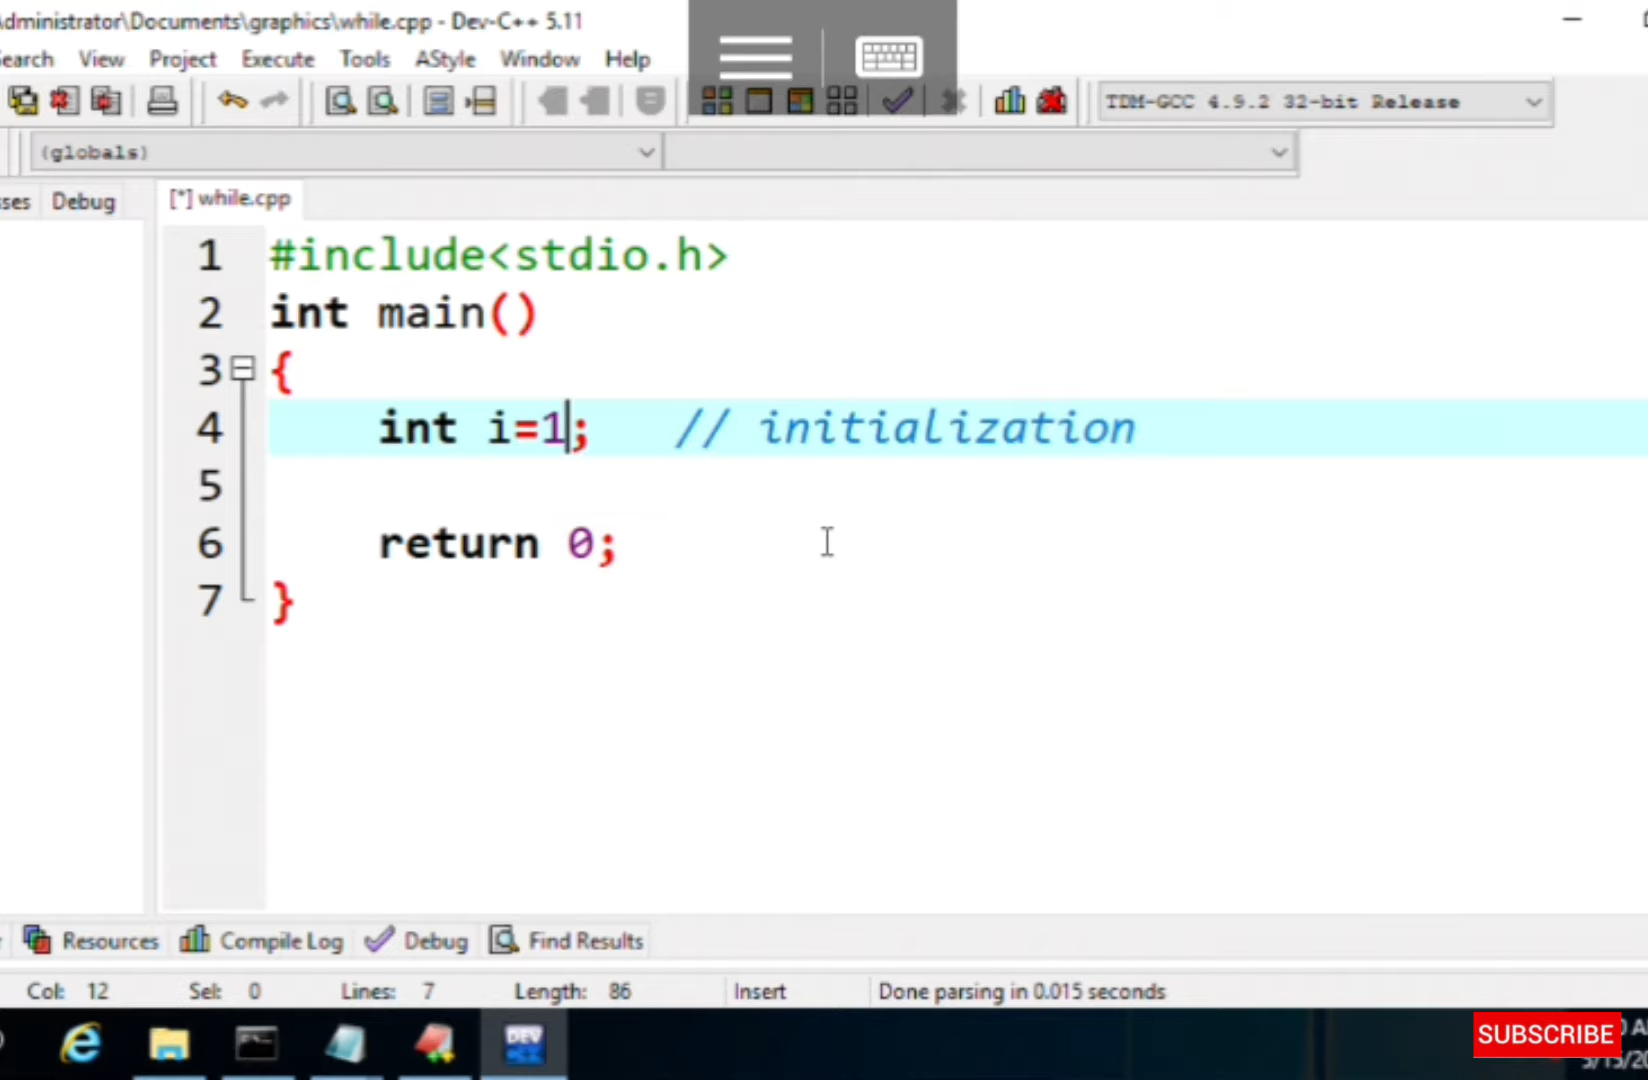 dministrator\Documents\graphics\while.cpp - Dev-C++ 5.11
earch View Project Execute Tools AStyle Window Help
TDM-GCC 4.9.2 32-bit Release
(globals)
sses Debug [*] while.cpp
1 #include<stdio.h>
2 int main()
3 {
4 int i=1; // initialization
5
6 return 0;
7 }
Resources Compile Log Debug Find Results
Col: 12 Sel: 0 Lines: 7 Length: 86 Insert Done parsing in 0.015 seconds
DEV
SUBSCRIBE